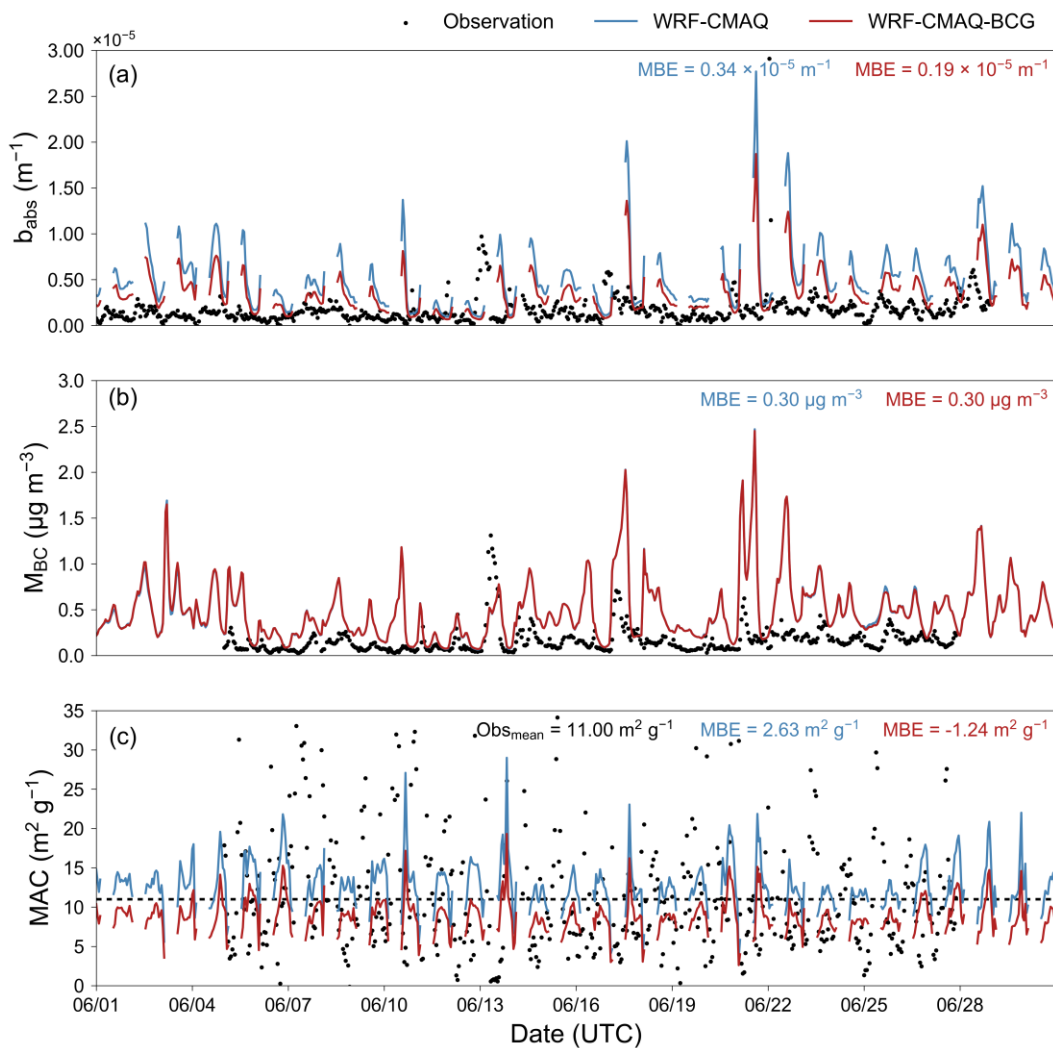 Observation WRF-CMAQ WRF-CMAQ-BCG
×10⁻⁵
(a)
MBE = 0.34 × 10⁻⁵ m⁻¹ MBE = 0.19 × 10⁻⁵ m⁻¹
3.00
2.50
2.00
1.50
1.00
0.50
0.00
b_abs (m⁻¹)
(b)
MBE = 0.30 µg m⁻³ MBE = 0.30 µg m⁻³
3.0
2.5
2.0
1.5
1.0
0.5
0.0
M_BC (µg m⁻³)
(c)
Obs_mean = 11.00 m² g⁻¹ MBE = 2.63 m² g⁻¹ MBE = -1.24 m² g⁻¹
35
30
25
20
15
10
5
0
MAC (m² g⁻¹)
06/01 06/04 06/07 06/10 06/13 06/16 06/19 06/22 06/25 06/28
Date (UTC)